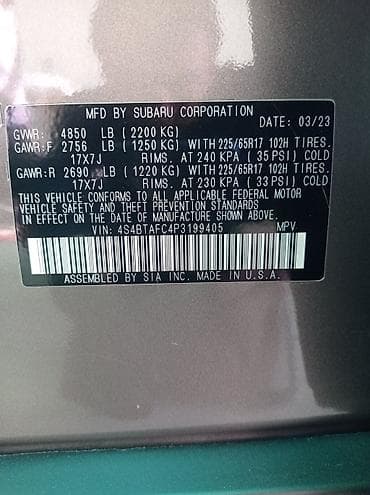 MFD BY SUBARU CORPORATION
DATE: 03/23
GVWR: 4850 LB (2200 KG)
GAWR:F 2756 LB (1250 KG) WITH 225/65R17 102H TIRES.
17X7J RIMS. AT 240 KPA (35 PSI) COLD
GAWR:R 2690 LB (1220 KG) WITH 225/65R17 102H TIRES.
17X7J RIMS. AT 230 KPA (33 PSI) COLD
THIS VEHICLE CONFORMS TO ALL APPLICABLE FEDERAL MOTOR
VEHICLE SAFETY AND THEFT PREVENTION STANDARDS
IN EFFECT ON THE DATE OF MANUFACTURE SHOWN ABOVE.
VIN: 4S4BTAFC4P3199405 MPV
ASSEMBLED BY SIA INC. MADE IN U.S.A.